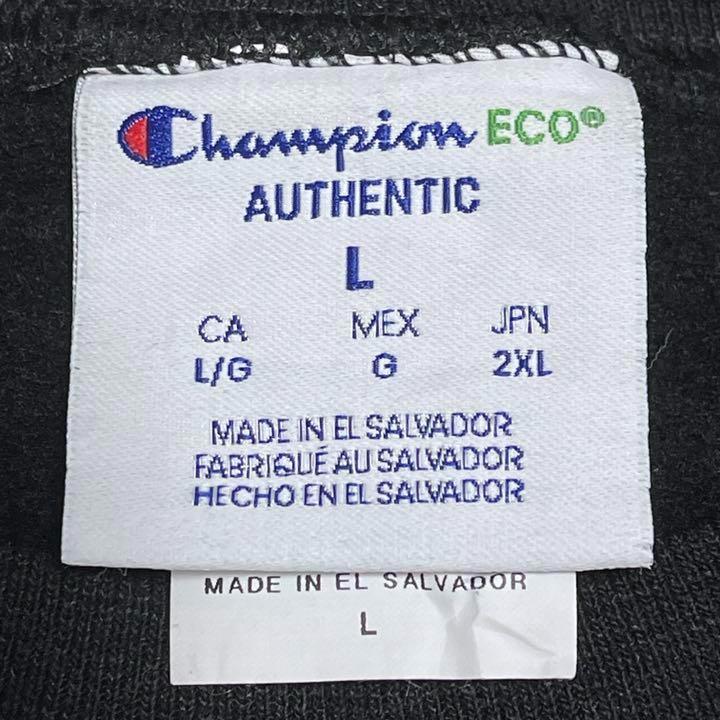 Champion ECO®
AUTHENTIC
L
CA MEX JPN
L/G G 2XL
MADE IN EL SALVADOR
FABRIQUÉ AU SALVADOR
HECHO EN EL SALVADOR
MADE IN EL SALVADOR
L